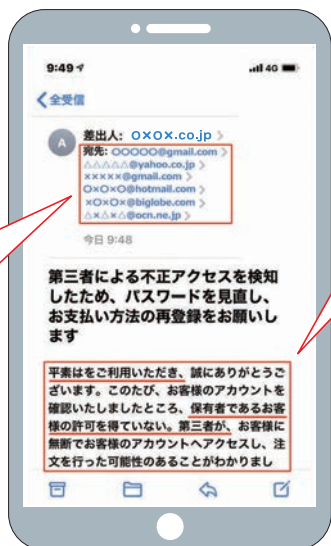 9:49
4G
全受信
A
差出人: O×O×.co.jp
宛先: ○○○○○@gmail.com
△△△△△@yahoo.co.jp
×××××@gmail.com
O×O×O@hotmail.com
×O×O×@biglobe.com
△×△×△@ocn.ne.jp
今日 9:48
第三者による不正アクセスを検知
したため、パスワードを見直し、
お支払い方法の再登録をお願いし
ます
平素はをご利用いただき、誠にありがとうご
ざいます。このたび、お客様のアカウントを
確認いたしましたところ、保有者であるお客
様の許可を得ていない。第三者が、お客様に
無断でお客様のアカウントへアクセスし、注
文を行った可能性のあることがわかりまし